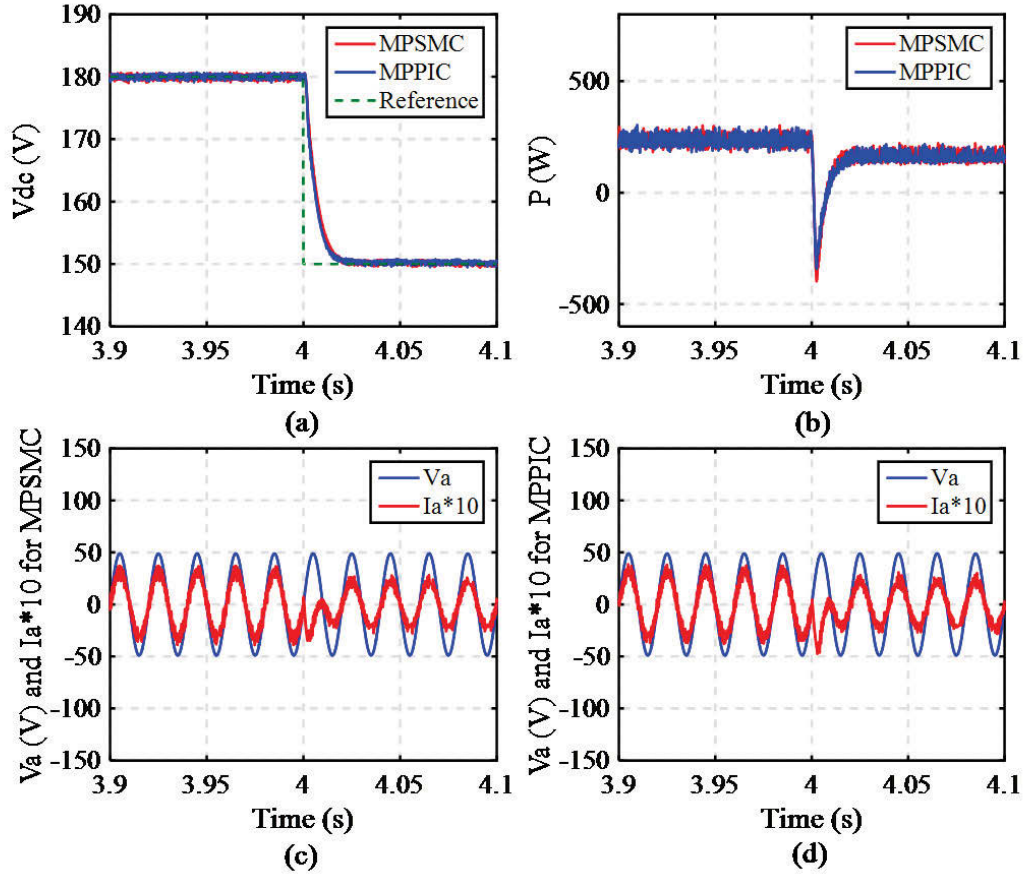 190
180
170
160
150
140
Vdc (V)
MPSMC
MPPIC
Reference
3.9
3.95
4
4.05
4.1
Time (s)
(a)
500
0
-500
P (W)
MPSMC
MPPIC
3.9
3.95
4
4.05
4.1
Time (s)
(b)
150
100
50
0
-50
-100
-150
Va (V) and Ia*10 for MPSMC
Va
Ia*10
3.9
3.95
4
4.05
4.1
Time (s)
(c)
150
100
50
0
-50
-100
-150
Va (V) and Ia*10 for MPPIC
Va
Ia*10
3.9
3.95
4
4.05
4.1
Time (s)
(d)